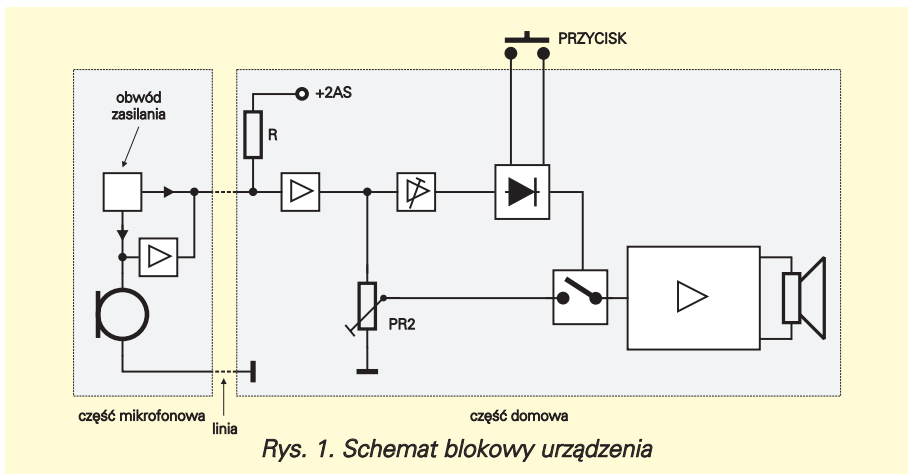 PRZYCISK
obwód
zasilania
+2AS
R
PR2
część mikrofonowa
linia
część domowa
Rys. 1. Schemat blokowy urządzenia